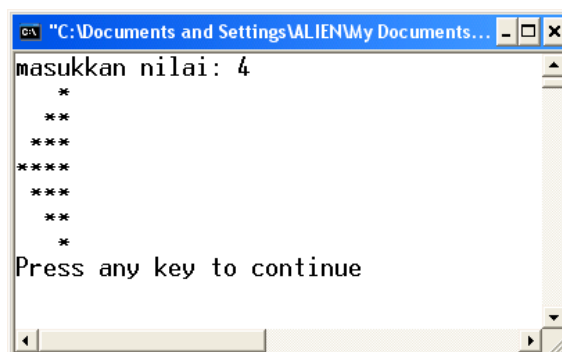 "C:\Documents and Settings\ALIEN\My Documents...
masukkan nilai: 4
   *
  **
 ***
****
 ***
  **
   *
Press any key to continue